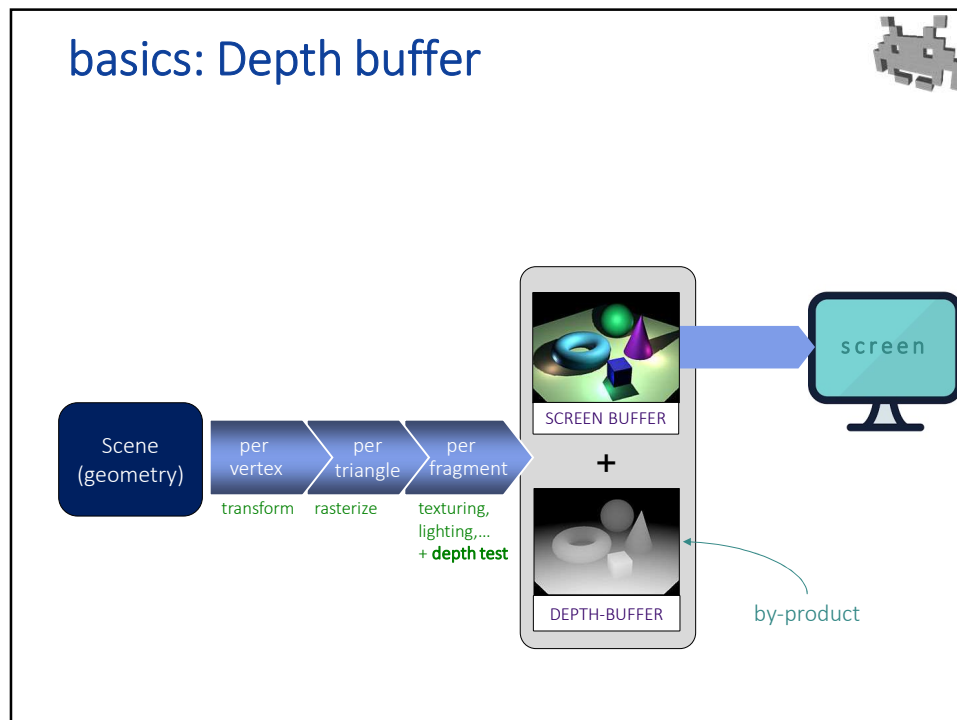 basics: Depth buffer
screen
SCREEN BUFFER
Scene
(geometry)
per
vertex
per
triangle
per
fragment
+
transform
rasterize
texturing,
lighting,...
+ depth test
DEPTH-BUFFER
by-product